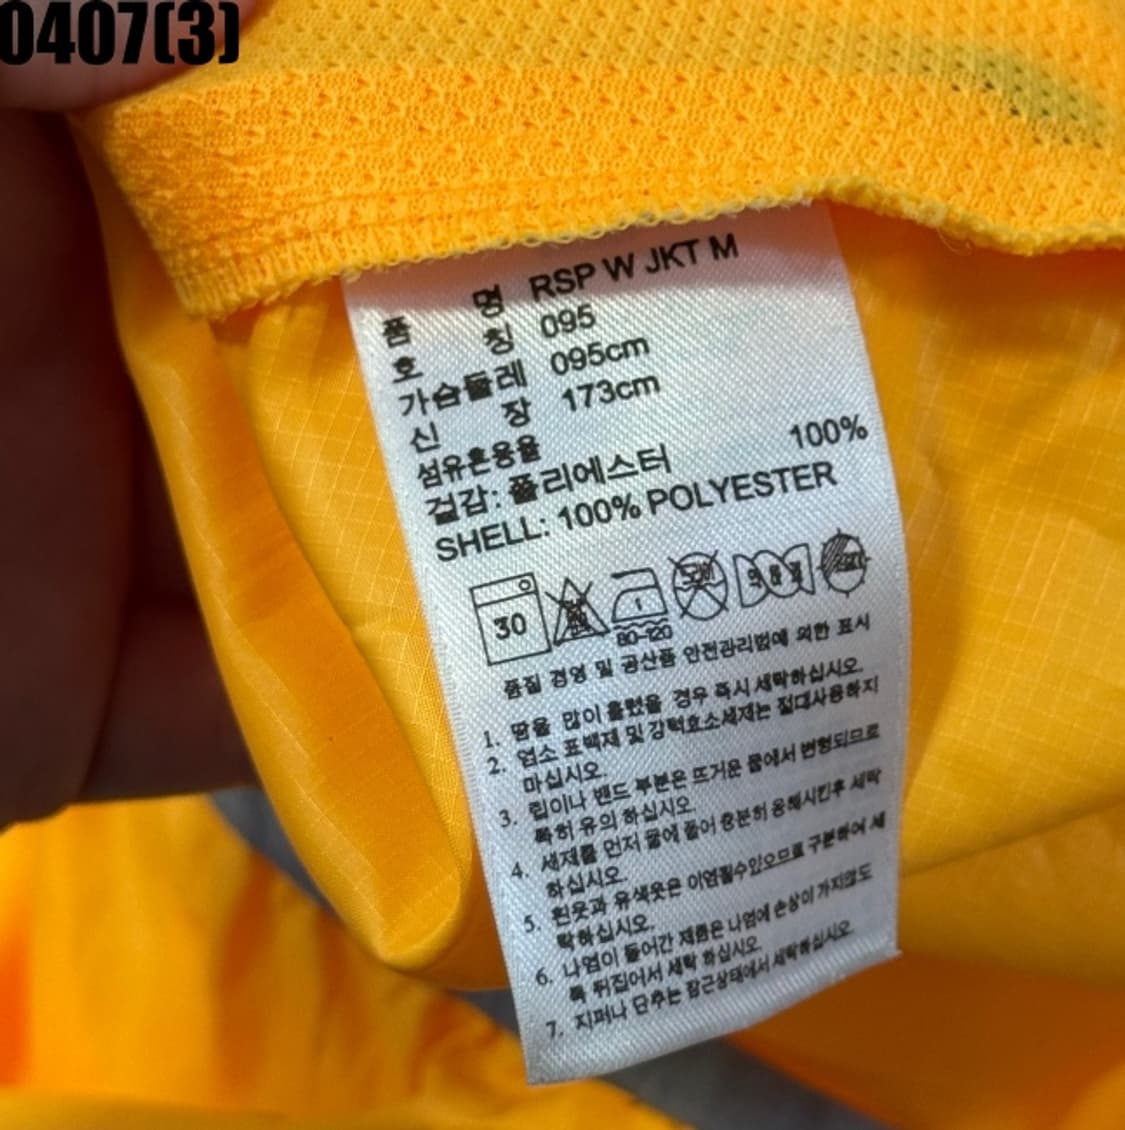 0407(3)
품 명 RSP W JKT M
호 칭 095
가슴둘레 095cm
신 장 173cm
섬유혼용율
겉감: 폴리에스터 100%
SHELL: 100% POLYESTER
30
80-120
품질 경영 및 공산품 안전관리법에 의한 표시
1. 땀을 많이 흘렸을 경우 즉시 세탁하십시오.
2. 염소 표백제 및 강력효소세제는 절대사용하지
마십시오.
3. 립이나 밴드 부분은 뜨거운 물에서 변형되므로
특히 유의 하십시오.
4. 세제를 먼저 물에 풀어 충분히 용해시킨후 세탁
하십시오.
5. 흰옷과 유색옷은 이염될수있으므로 구분하여 세
탁하십시오.
6. 나염이 들어간 제품은 나염에 손상이 가지않도
록 뒤집어서 세탁 하십시오.
7. 지퍼나 단추는 잠근상태에서 세탁하십시오.